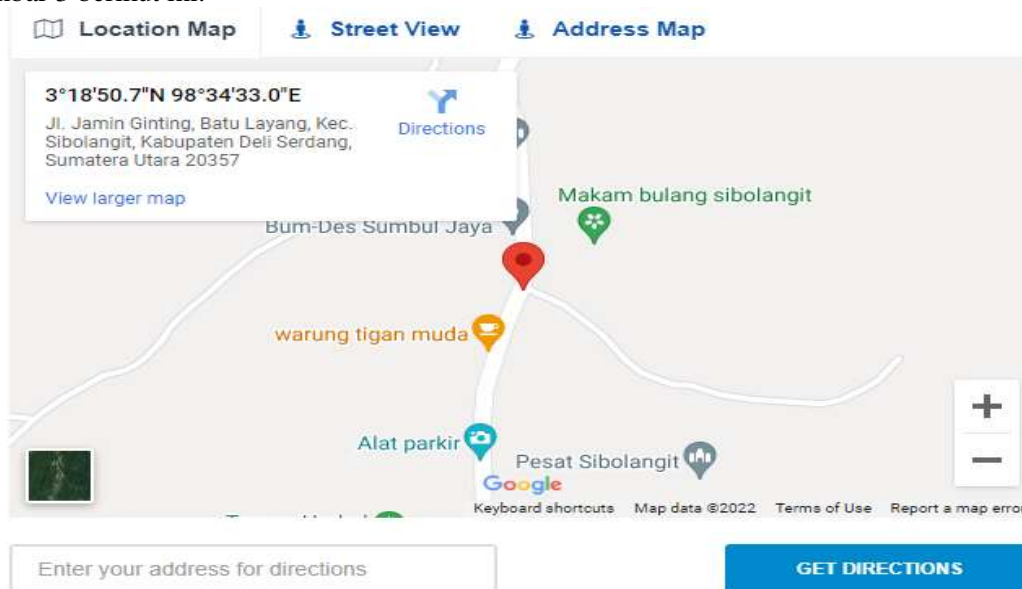 Location Map Street View Address Map
3°18'50.7"N 98°34'33.0"E
Jl. Jamin Ginting, Batu Layang, Kec.
Sibolangit, Kabupaten Deli Serdang,
Sumatera Utara 20357
Directions
View larger map
Makam bulang sibolangit
Bum-Des Sumbul Jaya
warung tigan muda
Alat parkir
Pesat Sibolangit
Google
Keyboard shortcuts Map data ©2022 Terms of Use Report a map error
Enter your address for directions
GET DIRECTIONS